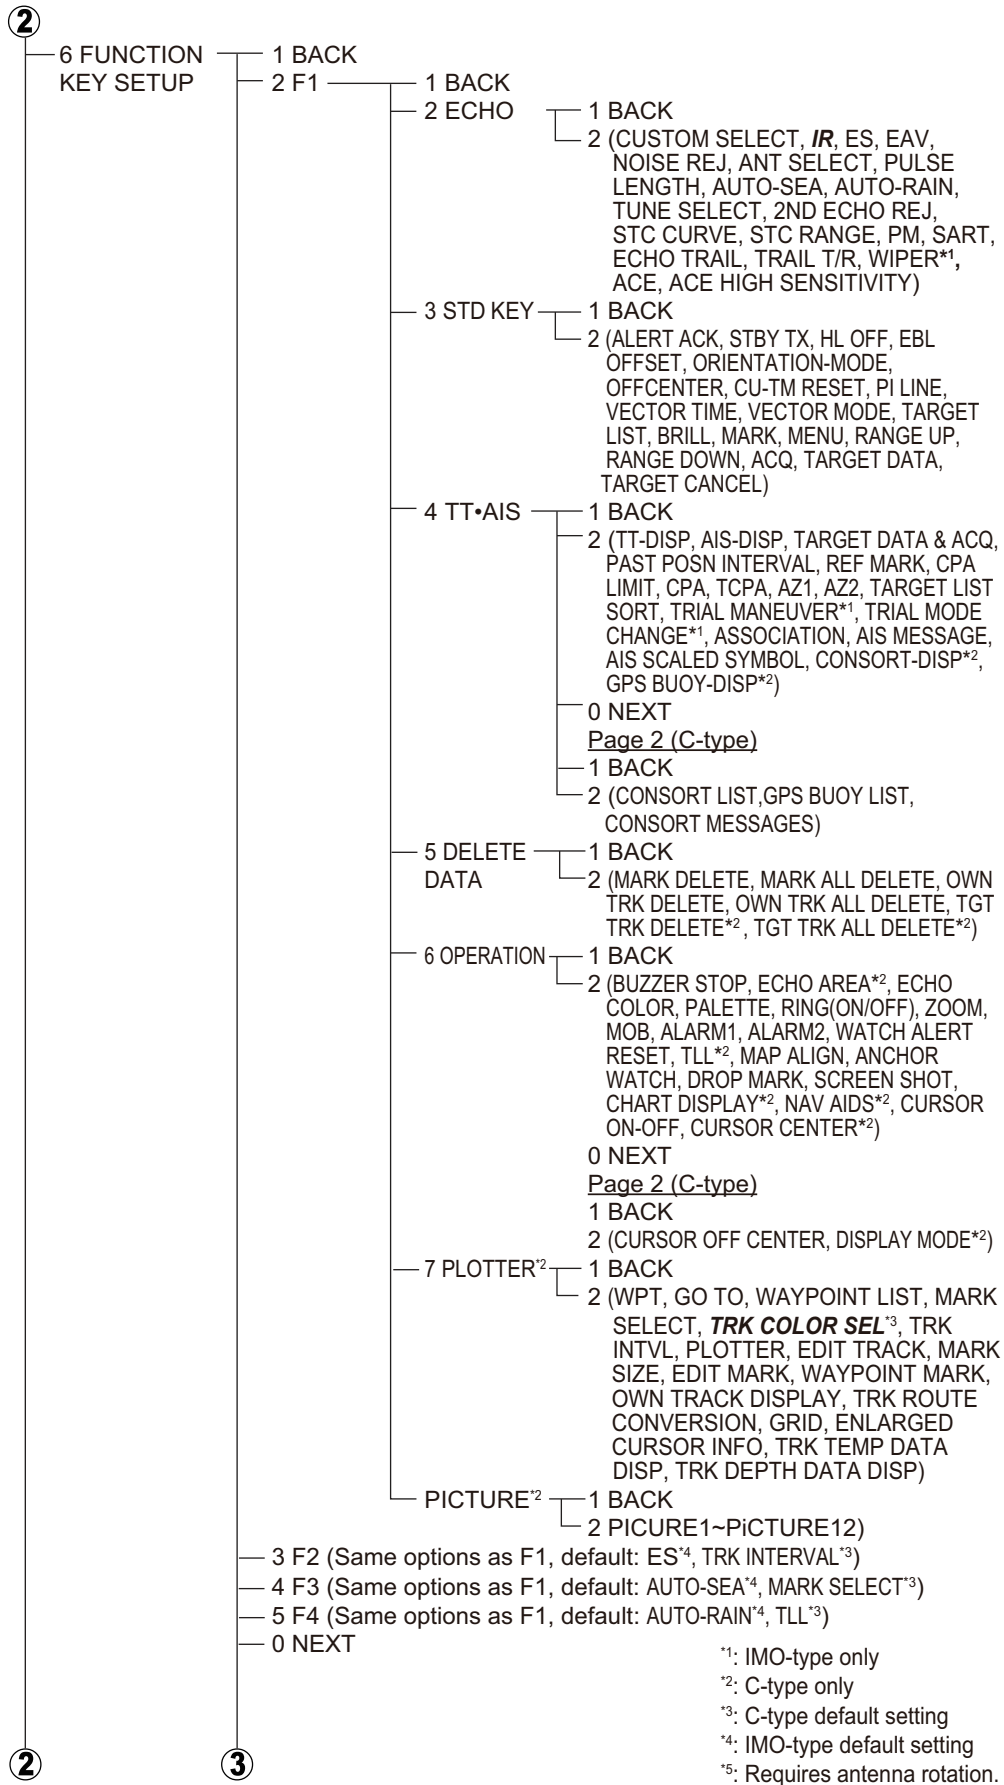 2
6 FUNCTION
KEY SETUP
1 BACK
2 F1
1 BACK
2 ECHO
1 BACK
2 (CUSTOM SELECT, IR, ES, EAV,
NOISE REJ, ANT SELECT, PULSE
LENGTH, AUTO-SEA, AUTO-RAIN,
TUNE SELECT, 2ND ECHO REJ,
STC CURVE, STC RANGE, PM, SART,
ECHO TRAIL, TRAIL T/R, WIPER*1,
ACE, ACE HIGH SENSITIVITY)
3 STD KEY
1 BACK
2 (ALERT ACK, STBY TX, HL OFF, EBL
OFFSET, ORIENTATION-MODE,
OFFCENTER, CU-TM RESET, PI LINE,
VECTOR TIME, VECTOR MODE, TARGET
LIST, BRILL, MARK, MENU, RANGE UP,
RANGE DOWN, ACQ, TARGET DATA,
TARGET CANCEL)
4 TT•AIS
1 BACK
2 (TT-DISP, AIS-DISP, TARGET DATA & ACQ,
PAST POSN INTERVAL, REF MARK, CPA
LIMIT, CPA, TCPA, AZ1, AZ2, TARGET LIST
SORT, TRIAL MANEUVER*1, TRIAL MODE
CHANGE*1, ASSOCIATION, AIS MESSAGE,
AIS SCALED SYMBOL, CONSORT-DISP*2,
GPS BUOY-DISP*2)
0 NEXT
Page 2 (C-type)
1 BACK
2 (CONSORT LIST,GPS BUOY LIST,
CONSORT MESSAGES)
5 DELETE
DATA
1 BACK
2 (MARK DELETE, MARK ALL DELETE, OWN
TRK DELETE, OWN TRK ALL DELETE, TGT
TRK DELETE*2 , TGT TRK ALL DELETE*2)
6 OPERATION
1 BACK
2 (BUZZER STOP, ECHO AREA*2, ECHO
COLOR, PALETTE, RING(ON/OFF), ZOOM,
MOB, ALARM1, ALARM2, WATCH ALERT
RESET, TLL*2, MAP ALIGN, ANCHOR
WATCH, DROP MARK, SCREEN SHOT,
CHART DISPLAY*2, NAV AIDS*2, CURSOR
ON-OFF, CURSOR CENTER*2)
0 NEXT
Page 2 (C-type)
1 BACK
2 (CURSOR OFF CENTER, DISPLAY MODE*2)
7 PLOTTER*2
1 BACK
2 (WPT, GO TO, WAYPOINT LIST, MARK
SELECT, TRK COLOR SEL*3, TRK
INTVL, PLOTTER, EDIT TRACK, MARK
SIZE, EDIT MARK, WAYPOINT MARK,
OWN TRACK DISPLAY, TRK ROUTE
CONVERSION, GRID, ENLARGED
CURSOR INFO, TRK TEMP DATA
DISP, TRK DEPTH DATA DISP)
PICTURE*2
1 BACK
2 PICURE1~PiCTURE12)
3 F2 (Same options as F1, default: ES*4, TRK INTERVAL*3)
4 F3 (Same options as F1, default: AUTO-SEA*4, MARK SELECT*3)
5 F4 (Same options as F1, default: AUTO-RAIN*4, TLL*3)
0 NEXT
*1: IMO-type only
*2: C-type only
*3: C-type default setting
*4: IMO-type default setting
*5: Requires antenna rotation.
2
3